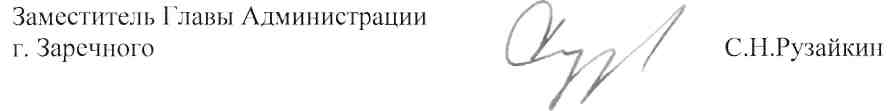 Заместитель Главы Администрации
г. Заречного С.Н.Рузайкин